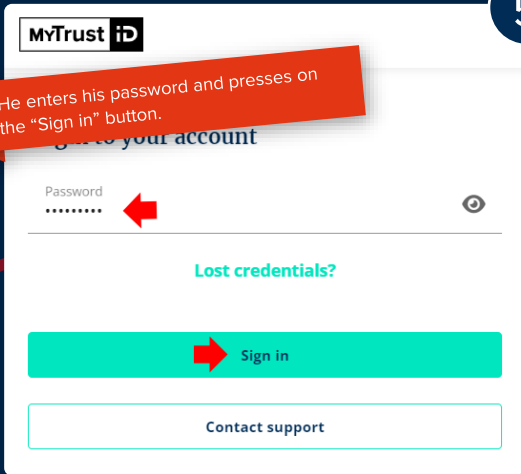 MYTrust iD
He enters his password and presses on
the “Sign in” button.
to your account
Password
•••••••••
Lost credentials?
Sign in
Contact support